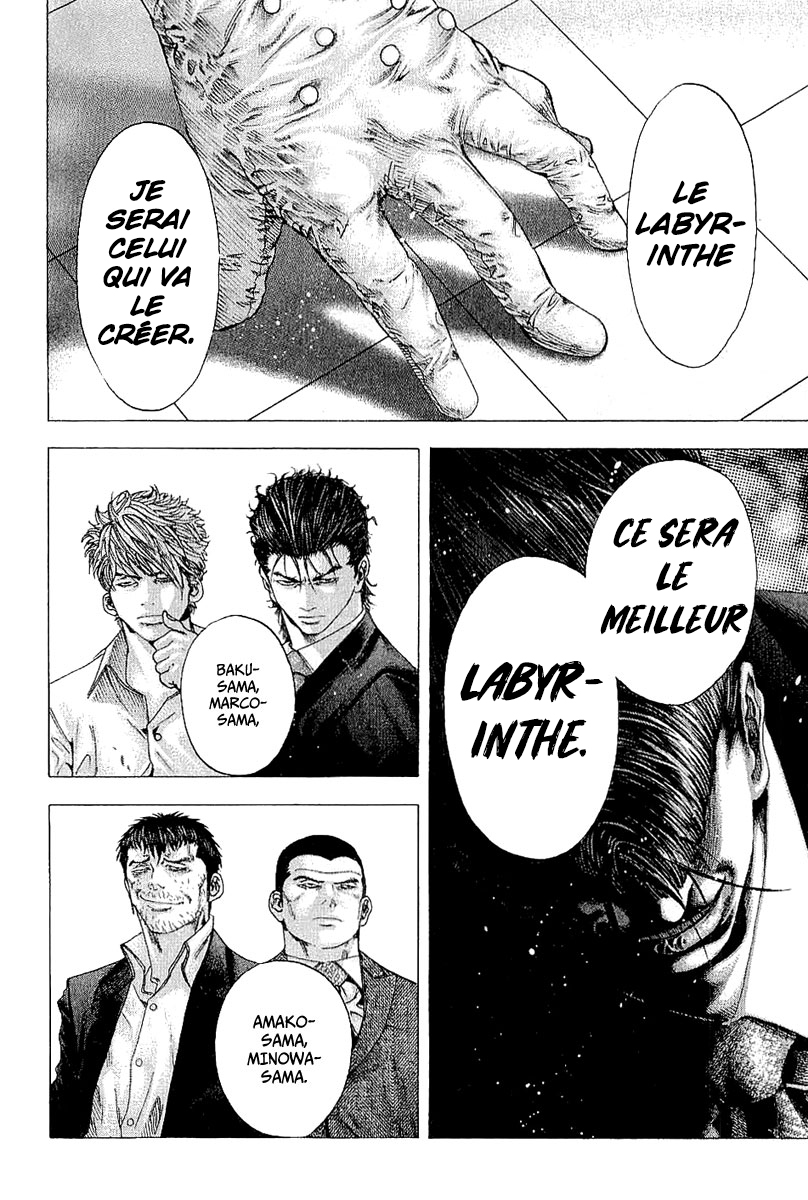 LE
LABYR-
INTHE
JE
SERAI
CELUI
QUI VA
LE
CRÉER.
CE SERA
LE
MEILLEUR
LABYR-
INTHE.
BAKU-
SAMA,
MARCO-
SAMA,
AMAKO-
SAMA,
MINOWA-
SAMA.